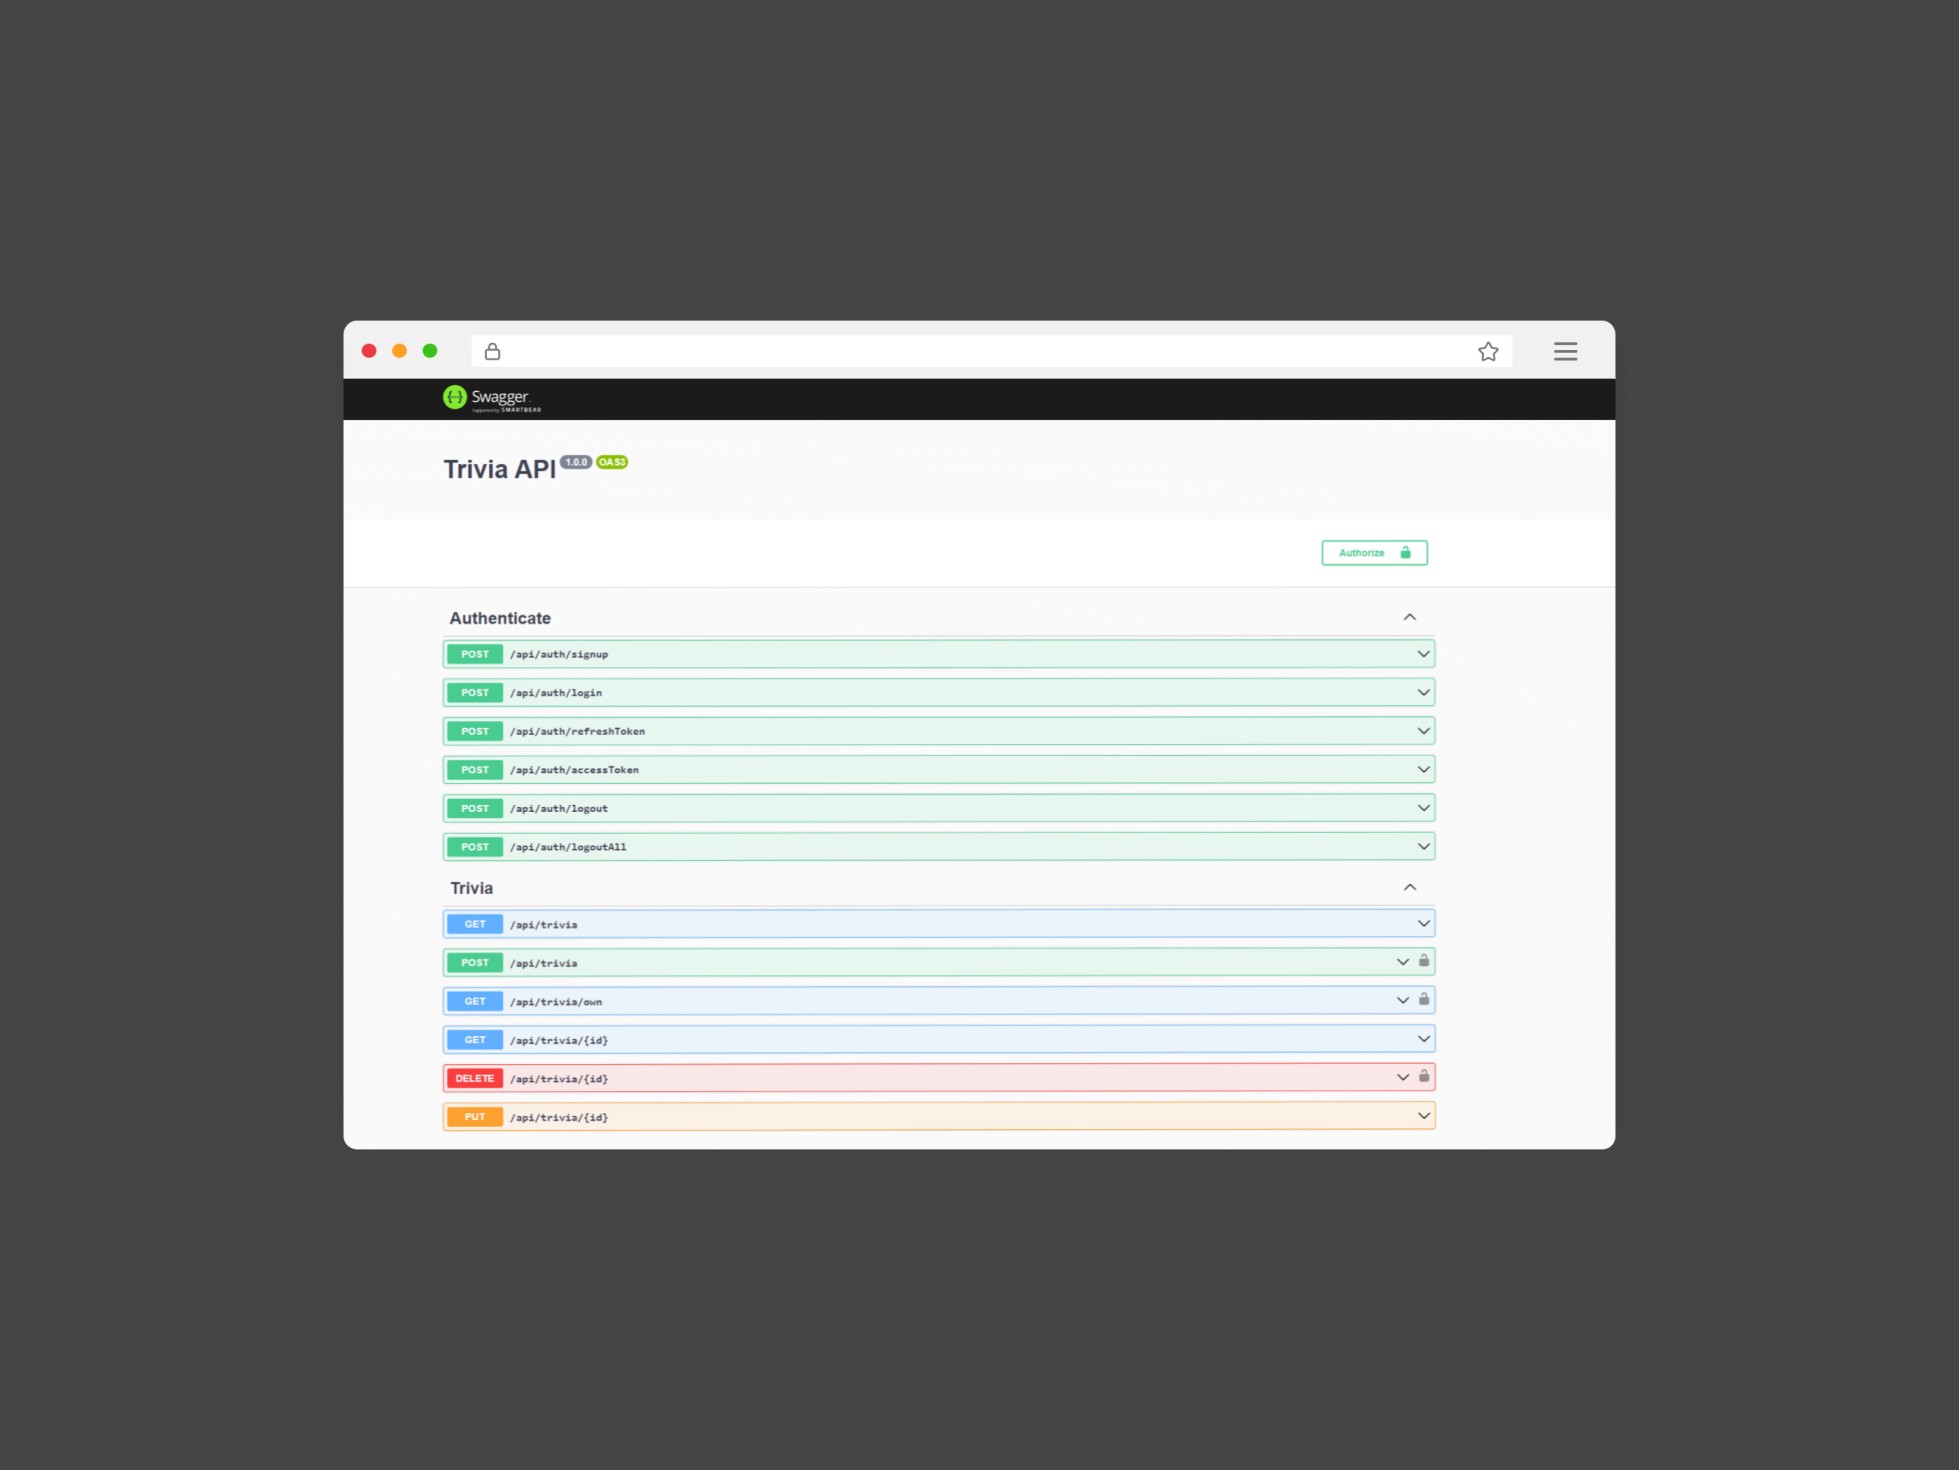 Swagger.
Supported by SMARTBEAR
Trivia API 1.0.0 OAS3
Authorize
Authenticate
POST /api/auth/signup
POST /api/auth/login
POST /api/auth/refreshToken
POST /api/auth/accessToken
POST /api/auth/logout
POST /api/auth/logoutAll
Trivia
GET /api/trivia
POST /api/trivia
GET /api/trivia/own
GET /api/trivia/{id}
DELETE /api/trivia/{id}
PUT /api/trivia/{id}